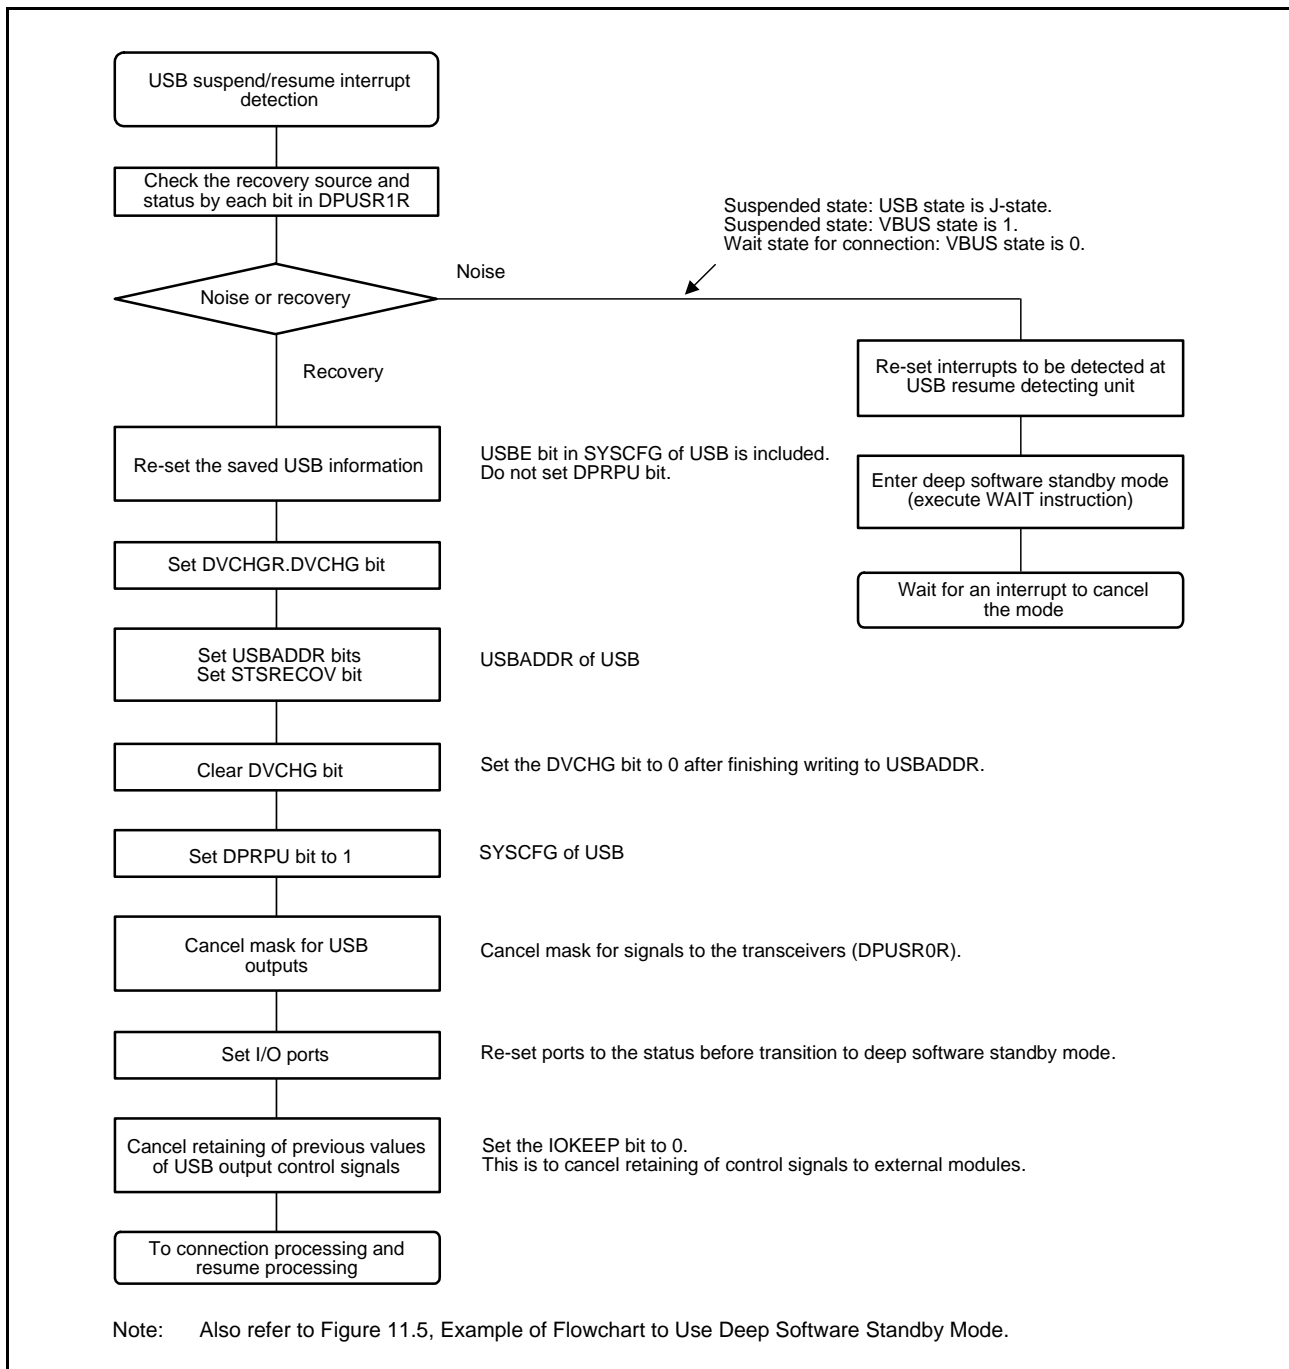 USB suspend/resume interrupt
detection
Check the recovery source and
status by each bit in DPUSR1R
Suspended state: USB state is J-state.
Suspended state: VBUS state is 1.
Wait state for connection: VBUS state is 0.
Noise
Noise or recovery
Recovery
Re-set interrupts to be detected at
USB resume detecting unit
Re-set the saved USB information
USBE bit in SYSCFG of USB is included.
Do not set DPRPU bit.
Enter deep software standby mode
(execute WAIT instruction)
Set DVCHGR.DVCHG bit
Wait for an interrupt to cancel
the mode
Set USBADDR bits
Set STSRECOV bit
USBADDR of USB
Clear DVCHG bit
Set the DVCHG bit to 0 after finishing writing to USBADDR.
Set DPRPU bit to 1
SYSCFG of USB
Cancel mask for USB
outputs
Cancel mask for signals to the transceivers (DPUSR0R).
Set I/O ports
Re-set ports to the status before transition to deep software standby mode.
Cancel retaining of previous values
of USB output control signals
Set the IOKEEP bit to 0.
This is to cancel retaining of control signals to external modules.
To connection processing and
resume processing
Note: Also refer to Figure 11.5, Example of Flowchart to Use Deep Software Standby Mode.